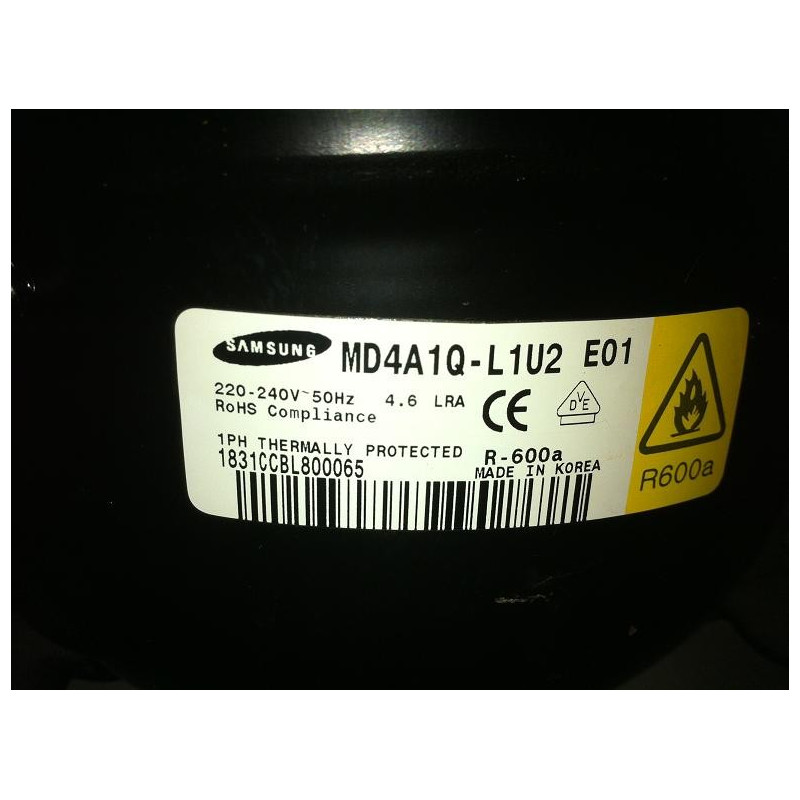 SAMSUNG MD4A1Q-L1U2 E01
220-240V~50Hz 4.6 LRA
RoHS Compliance
CE
DVE
1PH THERMALLY PROTECTED R-600a
1831CCBL800065 MADE IN KOREA
R600a